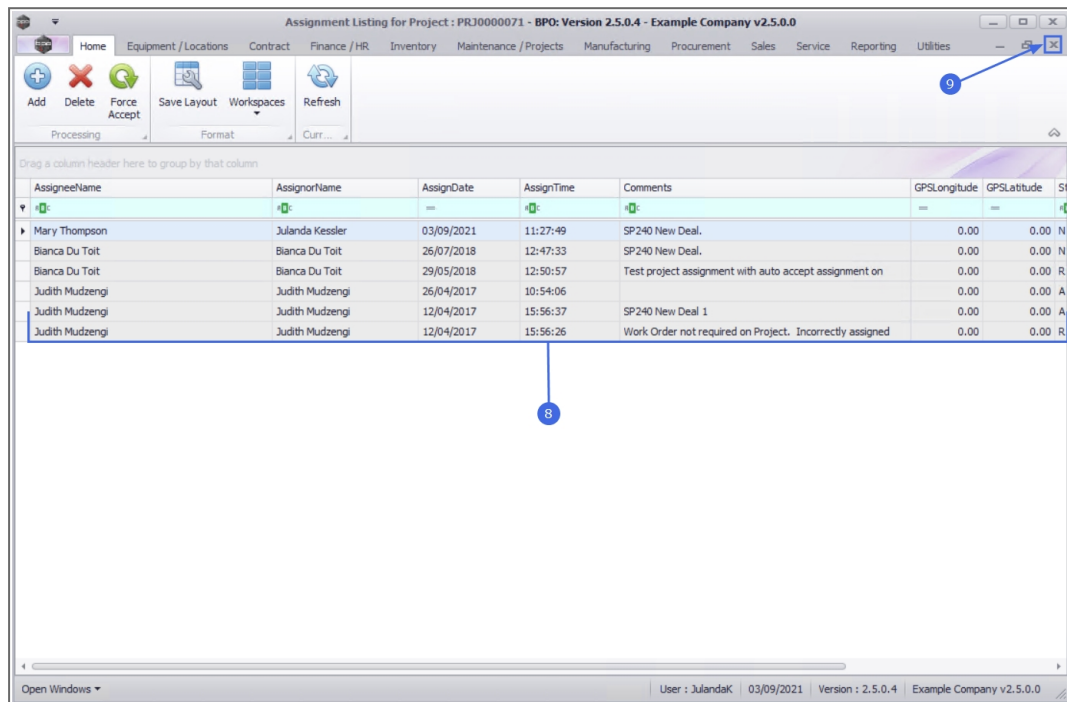 Assignment Listing for Project : PRJ0000071 - BPO: Version 2.5.0.4 - Example Company v2.5.0.0
Home Equipment / Locations Contract Finance / HR Inventory Maintenance / Projects Manufacturing Procurement Sales Service Reporting Utilities
9
Add Delete Force Accept Save Layout Workspaces Refresh
Processing Format Curr...
Drag a column header here to group by that column
AssigneeName AssignorName AssignDate AssignTime Comments GPSLongitude GPSLatitude St
Mary Thompson Julanda Kessler 03/09/2021 11:27:49 SP240 New Deal. 0.00 0.00 N
Bianca Du Toit Bianca Du Toit 26/07/2018 12:47:33 SP240 New Deal. 0.00 0.00 N
Bianca Du Toit Bianca Du Toit 29/05/2018 12:50:57 Test project assignment with auto accept assignment on 0.00 0.00 R
Judith Mudzengi Judith Mudzengi 26/04/2017 10:54:06 0.00 0.00 A
Judith Mudzengi Judith Mudzengi 12/04/2017 15:56:37 SP240 New Deal 1 0.00 0.00 A
Judith Mudzengi Judith Mudzengi 12/04/2017 15:56:26 Work Order not required on Project. Incorrectly assigned 0.00 0.00 R
8
Open Windows User : JulandaK 03/09/2021 Version : 2.5.0.4 Example Company v2.5.0.0